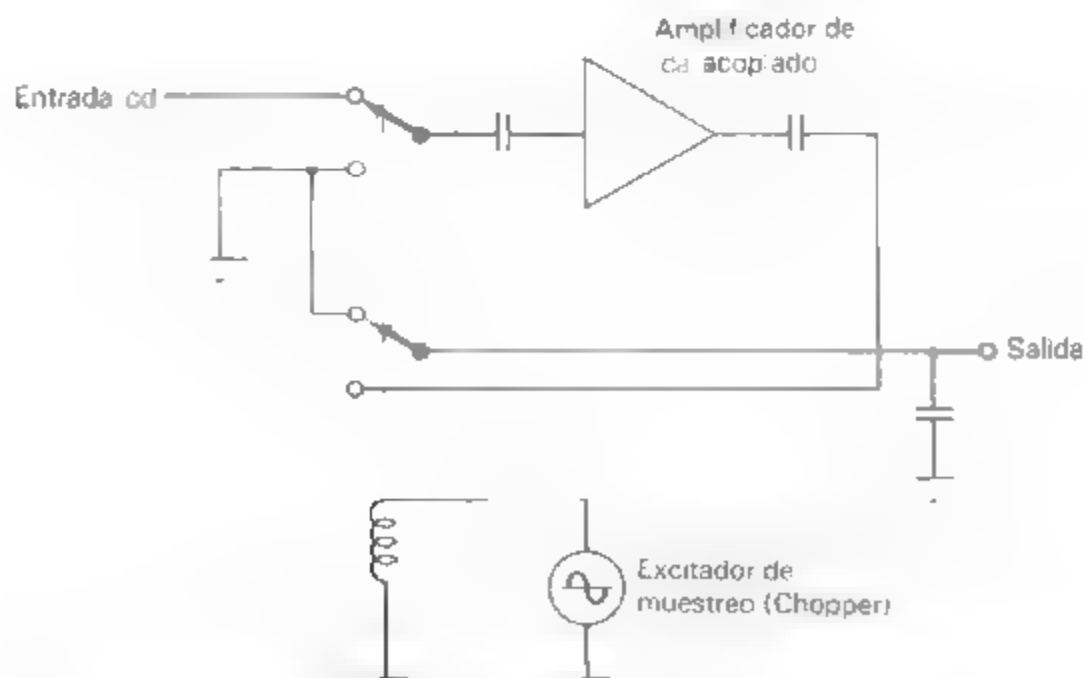 Amplificador de
ca acoplado
Entrada cd
Salida
Excitador de
muestreo (Chopper)